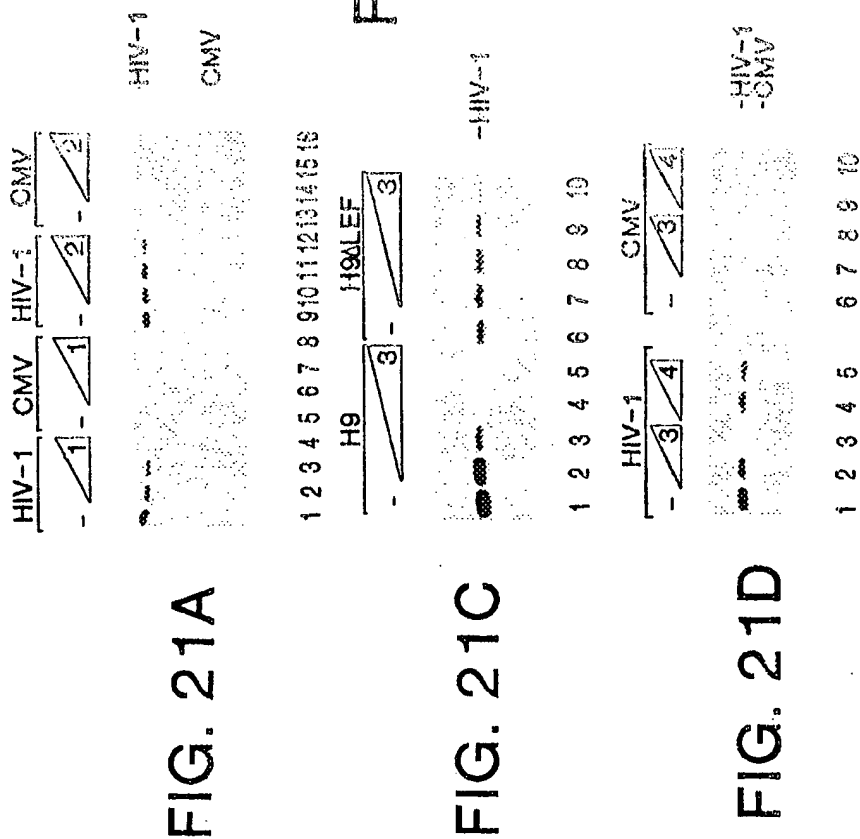 HIV-1 CMV HIV-1 CMV
- 1 - 1 - 2 - 2
-HIV-1
CMV
1 2 3 4 5 6 7 8 9 10 11 12 13 14 15 16
FIG. 21A
F
H9 H9ΔLEF
- 3 - 3
-HIV-1
1 2 3 4 5 6 7 8 9 10
FIG. 21C
HIV-1 CMV
- 3 4 - 3 4
-HIV-1
-CMV
1 2 3 4 5 6 7 8 9 10
FIG. 21D